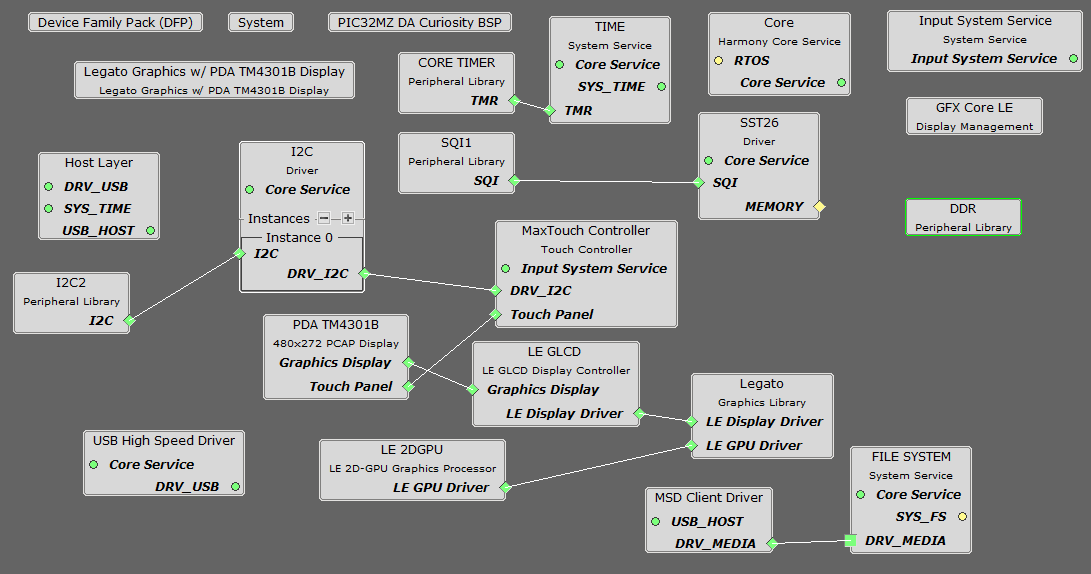 Device Family Pack (DFP)
System
PIC32MZ DA Curiosity BSP
Legato Graphics w/ PDA TM4301B Display
Legato Graphics w/ PDA TM4301B Display
CORE TIMER
Peripheral Library
TMR
TIME
System Service
Core Service
SYS_TIME
TMR
Core
Harmony Core Service
RTOS
Core Service
Input System Service
System Service
Input System Service
GFX Core LE
Display Management
SQI1
Peripheral Library
SQI
SST26
Driver
Core Service
SQI
MEMORY
DDR
Peripheral Library
Host Layer
DRV_USB
SYS_TIME
USB_HOST
I2C
Driver
Core Service
Instances
Instance 0
I2C
DRV_I2C
I2C2
Peripheral Library
I2C
MaxTouch Controller
Touch Controller
Input System Service
DRV_I2C
Touch Panel
PDA TM4301B
480x272 PCAP Display
Graphics Display
Touch Panel
LE GLCD
LE GLCD Display Controller
Graphics Display
LE Display Driver
Legato
Graphics Library
LE Display Driver
LE GPU Driver
USB High Speed Driver
Core Service
DRV_USB
LE 2DGPU
LE 2D-GPU Graphics Processor
LE GPU Driver
MSD Client Driver
USB_HOST
DRV_MEDIA
FILE SYSTEM
System Service
Core Service
SYS_FS
DRV_MEDIA